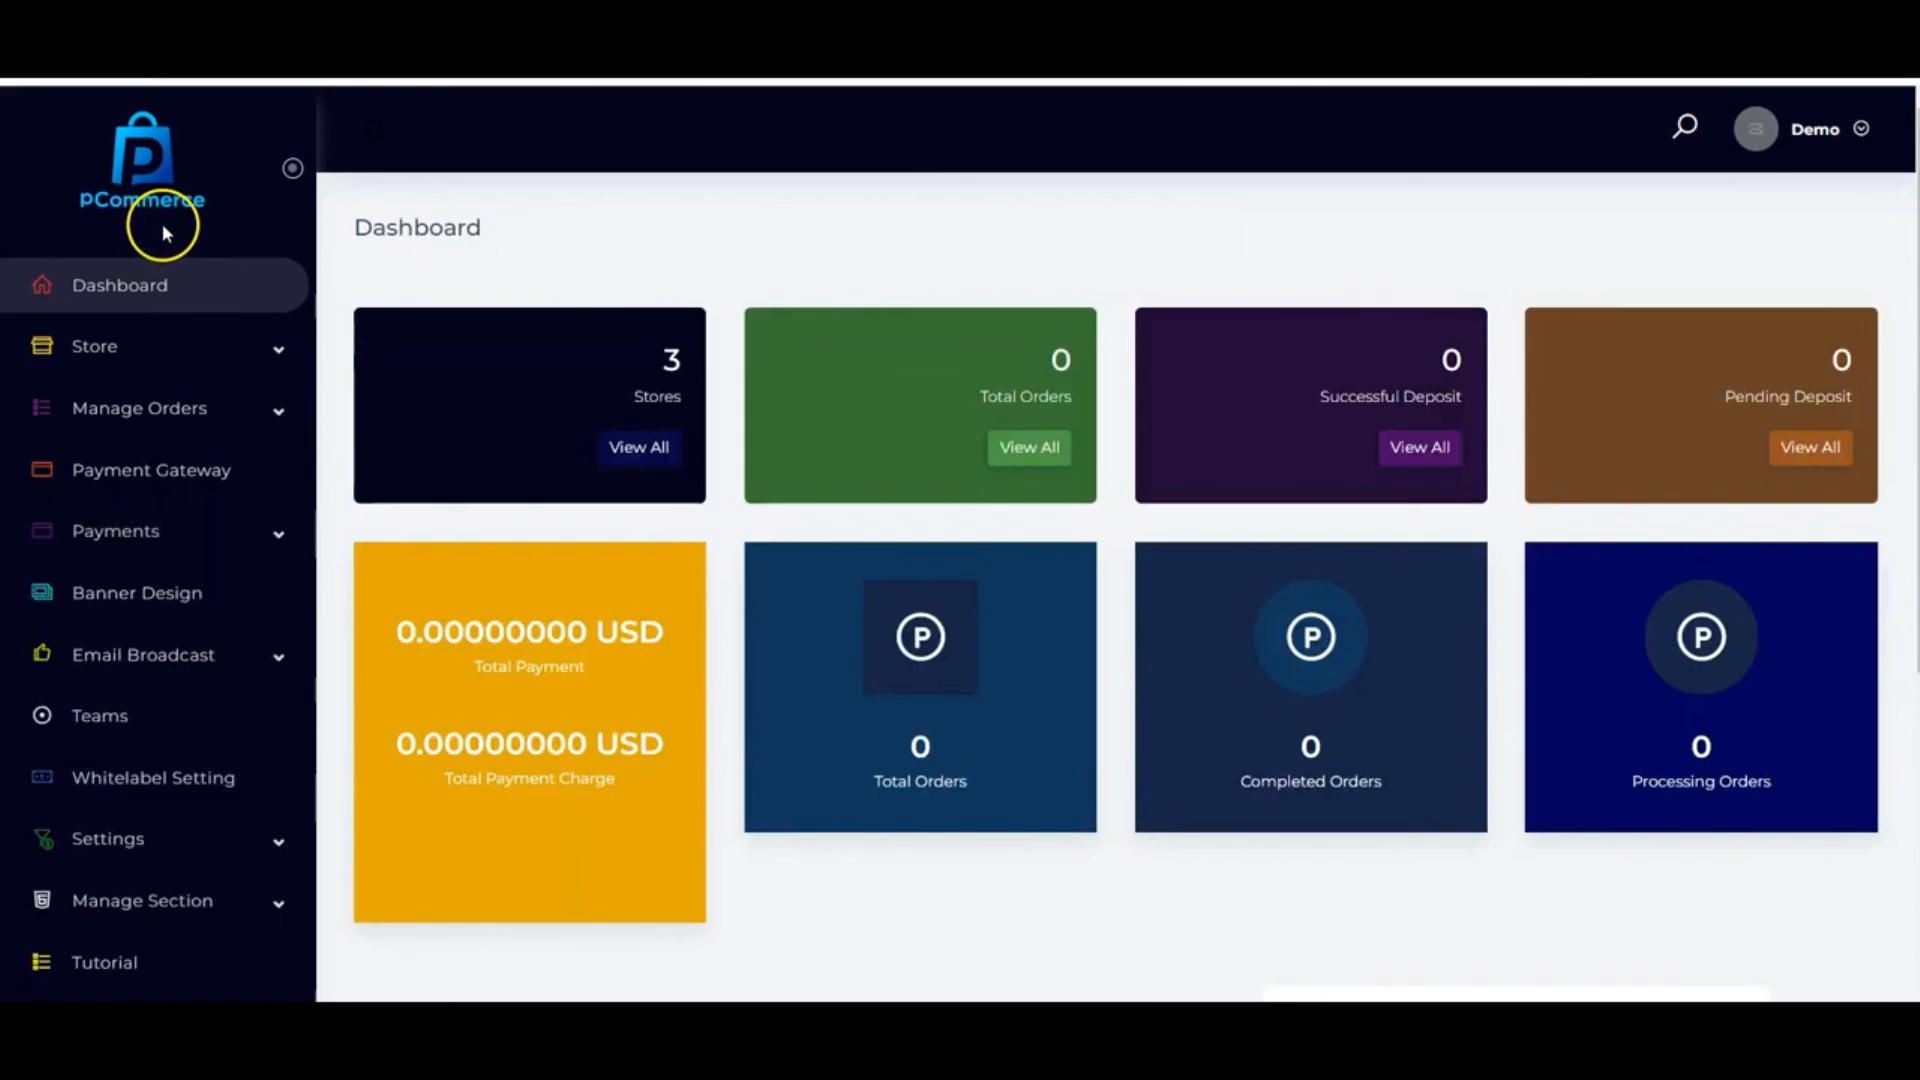 pCommerce
Demo
Dashboard
Store
Manage Orders
Payment Gateway
Payments
Banner Design
Email Broadcast
Teams
Whitelabel Setting
Settings
Manage Section
Tutorial
Dashboard
3
Stores
View All
0
Total Orders
View All
0
Successful Deposit
View All
0
Pending Deposit
View All
0.00000000 USD
Total Payment
0.00000000 USD
Total Payment Charge
P
0
Total Orders
P
0
Completed Orders
P
0
Processing Orders